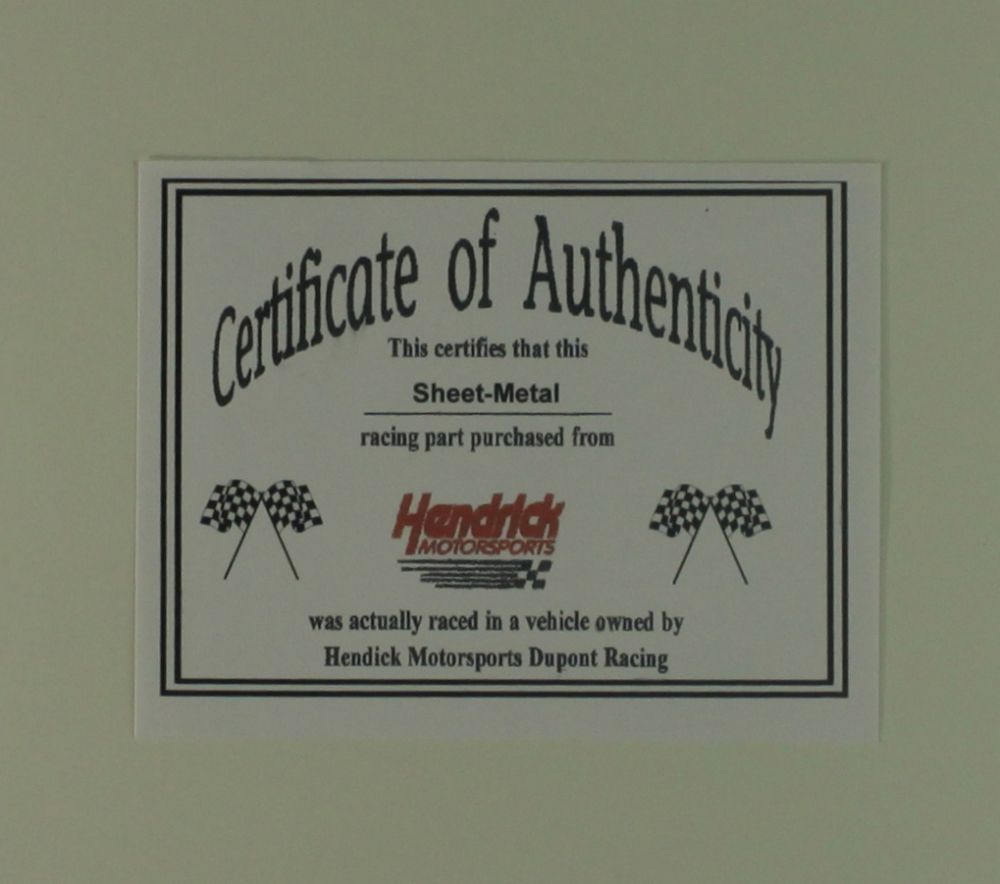 Certificate of Authenticity
This certifies that this
Sheet-Metal
racing part purchased from
Hendrick
MOTORSPORTS
was actually raced in a vehicle owned by
Hendick Motorsports Dupont Racing